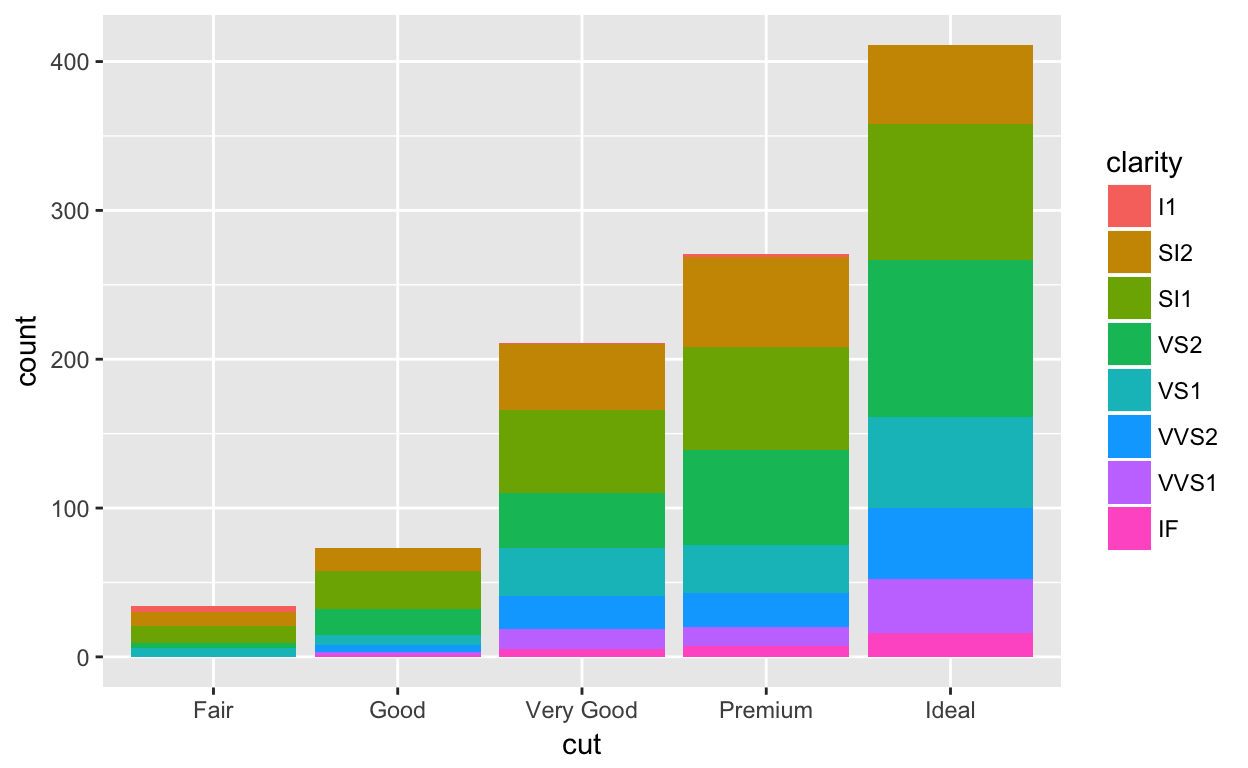 400
300
200
100
0
count
Fair Good Very Good Premium Ideal
cut
clarity
I1
SI2
SI1
VS2
VS1
VVS2
VVS1
IF